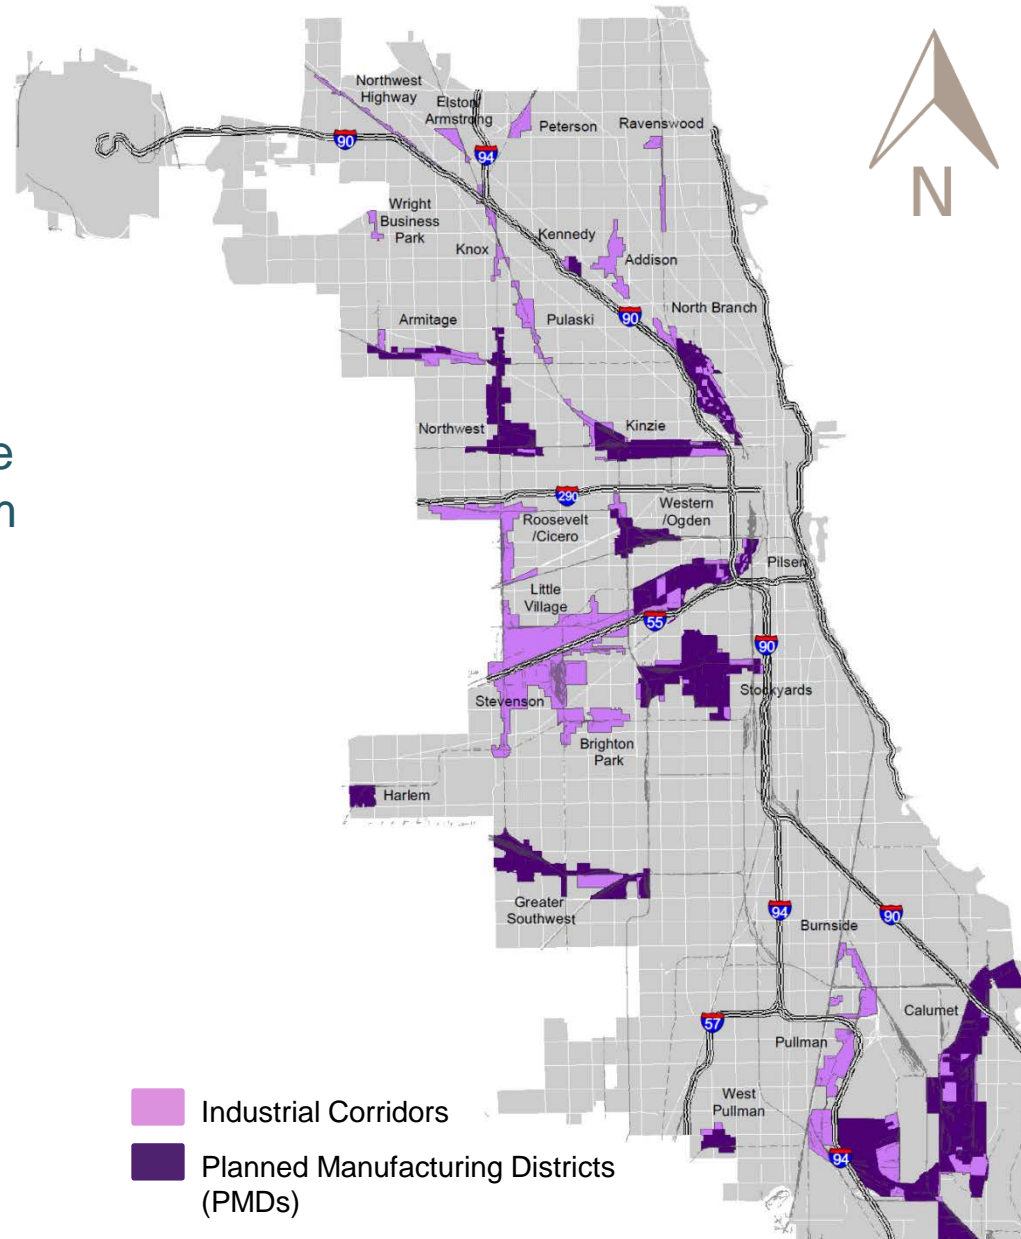 Northwest
Highway
Elston/
Armstrong
Peterson
Ravenswood
90
94
N
Wright
Business
Park
Kennedy
Knox
Addison
Armitage
Pulaski
90
North Branch
Northwest
Kinzie
e
n
290
Western
/Ogden
Roosevelt
/Cicero
Pilsen
Little
Village
55
90
Stevenson
Stockyards
Brighton
Park
Harlem
Greater
Southwest
94
90
Burnside
57
Calumet
Pullman
West
Pullman
94
Industrial Corridors
Planned Manufacturing Districts
(PMDs)